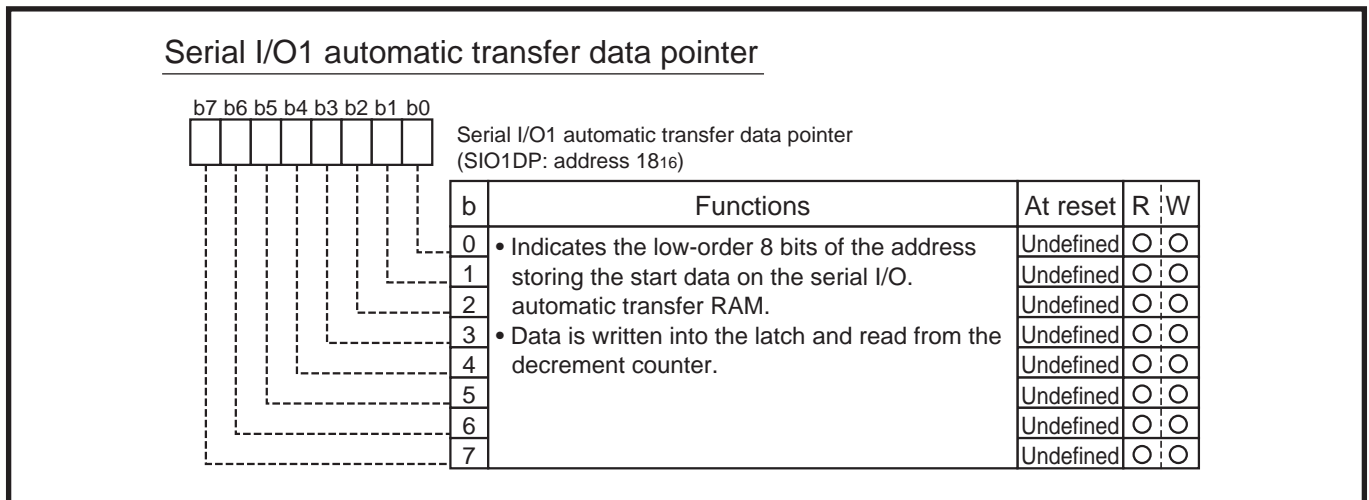 Serial I/O1 automatic transfer data pointer
b7 b6 b5 b4 b3 b2 b1 b0
Serial I/O1 automatic transfer data pointer
(SIO1DP: address 1816)
b Functions At reset R W
0 • Indicates the low-order 8 bits of the address Undefined O O
1 storing the start data on the serial I/O. Undefined O O
2 automatic transfer RAM. Undefined O O
3 • Data is written into the latch and read from the Undefined O O
4 decrement counter. Undefined O O
5 Undefined O O
6 Undefined O O
7 Undefined O O